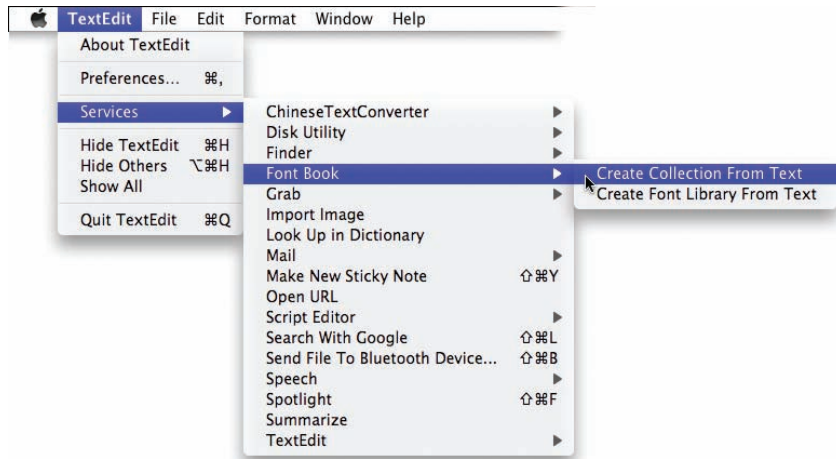 TextEdit File Edit Format Window Help
About TextEdit
Preferences... ⌘,
Services
Hide TextEdit ⌘H
Hide Others ⌥⌘H
Show All
Quit TextEdit ⌘Q
ChineseTextConverter
Disk Utility
Finder
Font Book
Grab
Import Image
Look Up in Dictionary
Mail
Make New Sticky Note ⇧⌘Y
Open URL
Script Editor
Search With Google ⇧⌘L
Send File To Bluetooth Device... ⇧⌘B
Speech
Spotlight ⇧⌘F
Summarize
TextEdit
Create Collection From Text
Create Font Library From Text